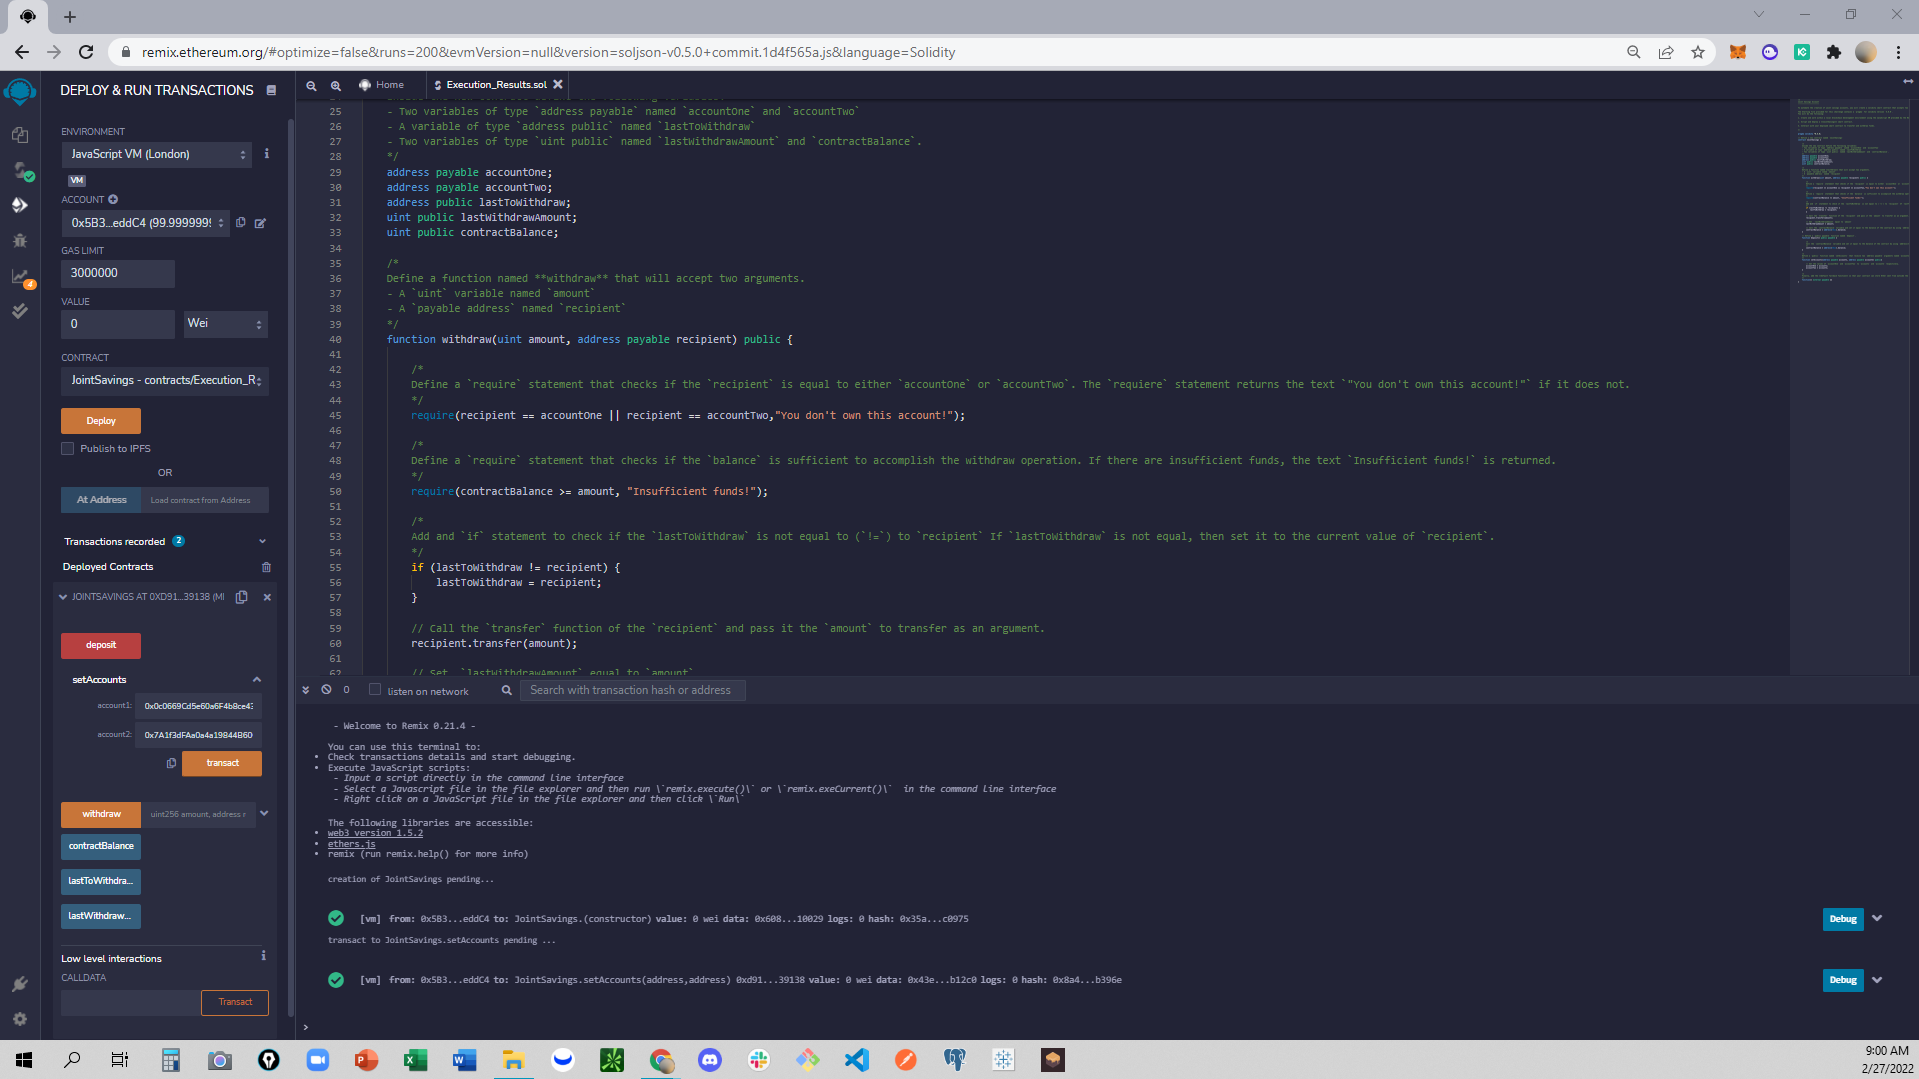 remix.ethereum.org/#optimize=false&runs=200&evmVersion=null&version=soljson-v0.5.0+commit.1d4f565a.js&language=Solidity
DEPLOY & RUN TRANSACTIONS
ENVIRONMENT
JavaScript VM (London)
VM
ACCOUNT
0x5B3...eddC4 (99.9999999
GAS LIMIT
3000000
VALUE
0
Wei
CONTRACT
JointSavings - contracts/Execution_R
Deploy
Publish to IPFS
OR
At Address
Load contract from Address
Transactions recorded 2
Deployed Contracts
JOINTSAVINGS AT 0XD91...39138 (M
deposit
setAccounts
account1: 0x0c0669Cd5e60a6F4b8ce43
account2: 0x7A1f3dFAa0a4a19844B60
transact
withdraw
uint256 amount, address r
contractBalance
lastToWithdra...
lastWithdraw...
Low level interactions
CALLDATA
Transact
4
Home
Execution_Results.sol
25 - Two variables of type `address payable` named `accountOne` and `accountTwo`
26 - A variable of type `address public` named `lastToWithdraw`
27 - Two variables of type `uint public` named `lastWithdrawAmount` and `contractBalance`.
28 */
29 address payable accountOne;
30 address payable accountTwo;
31 address public lastToWithdraw;
32 uint public lastWithdrawAmount;
33 uint public contractBalance;
34
35 /*
36 Define a function named **withdraw** that will accept two arguments.
37 - A `uint` variable named `amount`
38 - A `payable address` named `recipient`
39 */
40 function withdraw(uint amount, address payable recipient) public {
41
42 /*
43 Define a `require` statement that checks if the `recipient` is equal to either `accountOne` or `accountTwo`. The `requiere` statement returns the text `"You don't own this account!"` if it does not.
44 */
45 require(recipient == accountOne || recipient == accountTwo,"You don't own this account!");
46
47 /*
48 Define a `require` statement that checks if the `balance` is sufficient to accomplish the withdraw operation. If there are insufficient funds, the text `Insufficient funds!` is returned.
49 */
50 require(contractBalance >= amount, "Insufficient funds!");
51
52 /*
53 Add and `if` statement to check if the `lastToWithdraw` is not equal to (`!=`) to `recipient` If `lastToWithdraw` is not equal, then set it to the current value of `recipient`.
54 */
55 if (lastToWithdraw != recipient) {
56 lastToWithdraw = recipient;
57 }
58
59 // Call the `transfer` function of the `recipient` and pass it the `amount` to transfer as an argument.
60 recipient.transfer(amount);
61
62 // Set `lastWithdrawAmount` equal to `amount`
0
listen on network
Search with transaction hash or address
- Welcome to Remix 0.21.4 -
You can use this terminal to:
• Check transactions details and start debugging.
• Execute JavaScript scripts:
- Input a script directly in the command line interface
- Select a Javascript file in the file explorer and then run \`remix.execute()\` or \`remix.exeCurrent()\` in the command line interface
- Right click on a JavaScript file in the file explorer and then click \`Run\`
The following libraries are accessible:
• web3 version 1.5.2
• ethers.js
• remix (run remix.help() for more info)
creation of JointSavings pending...
[vm] from: 0x5B3...eddC4 to: JointSavings.(constructor) value: 0 wei data: 0x608...10029 logs: 0 hash: 0x35a...c0975
Debug
transact to JointSavings.setAccounts pending ...
[vm] from: 0x5B3...eddC4 to: JointSavings.setAccounts(address,address) 0xd91...39138 value: 0 wei data: 0x43e...b12c0 logs: 0 hash: 0x8a4...b396e
Debug
>
9:00 AM
2/27/2022